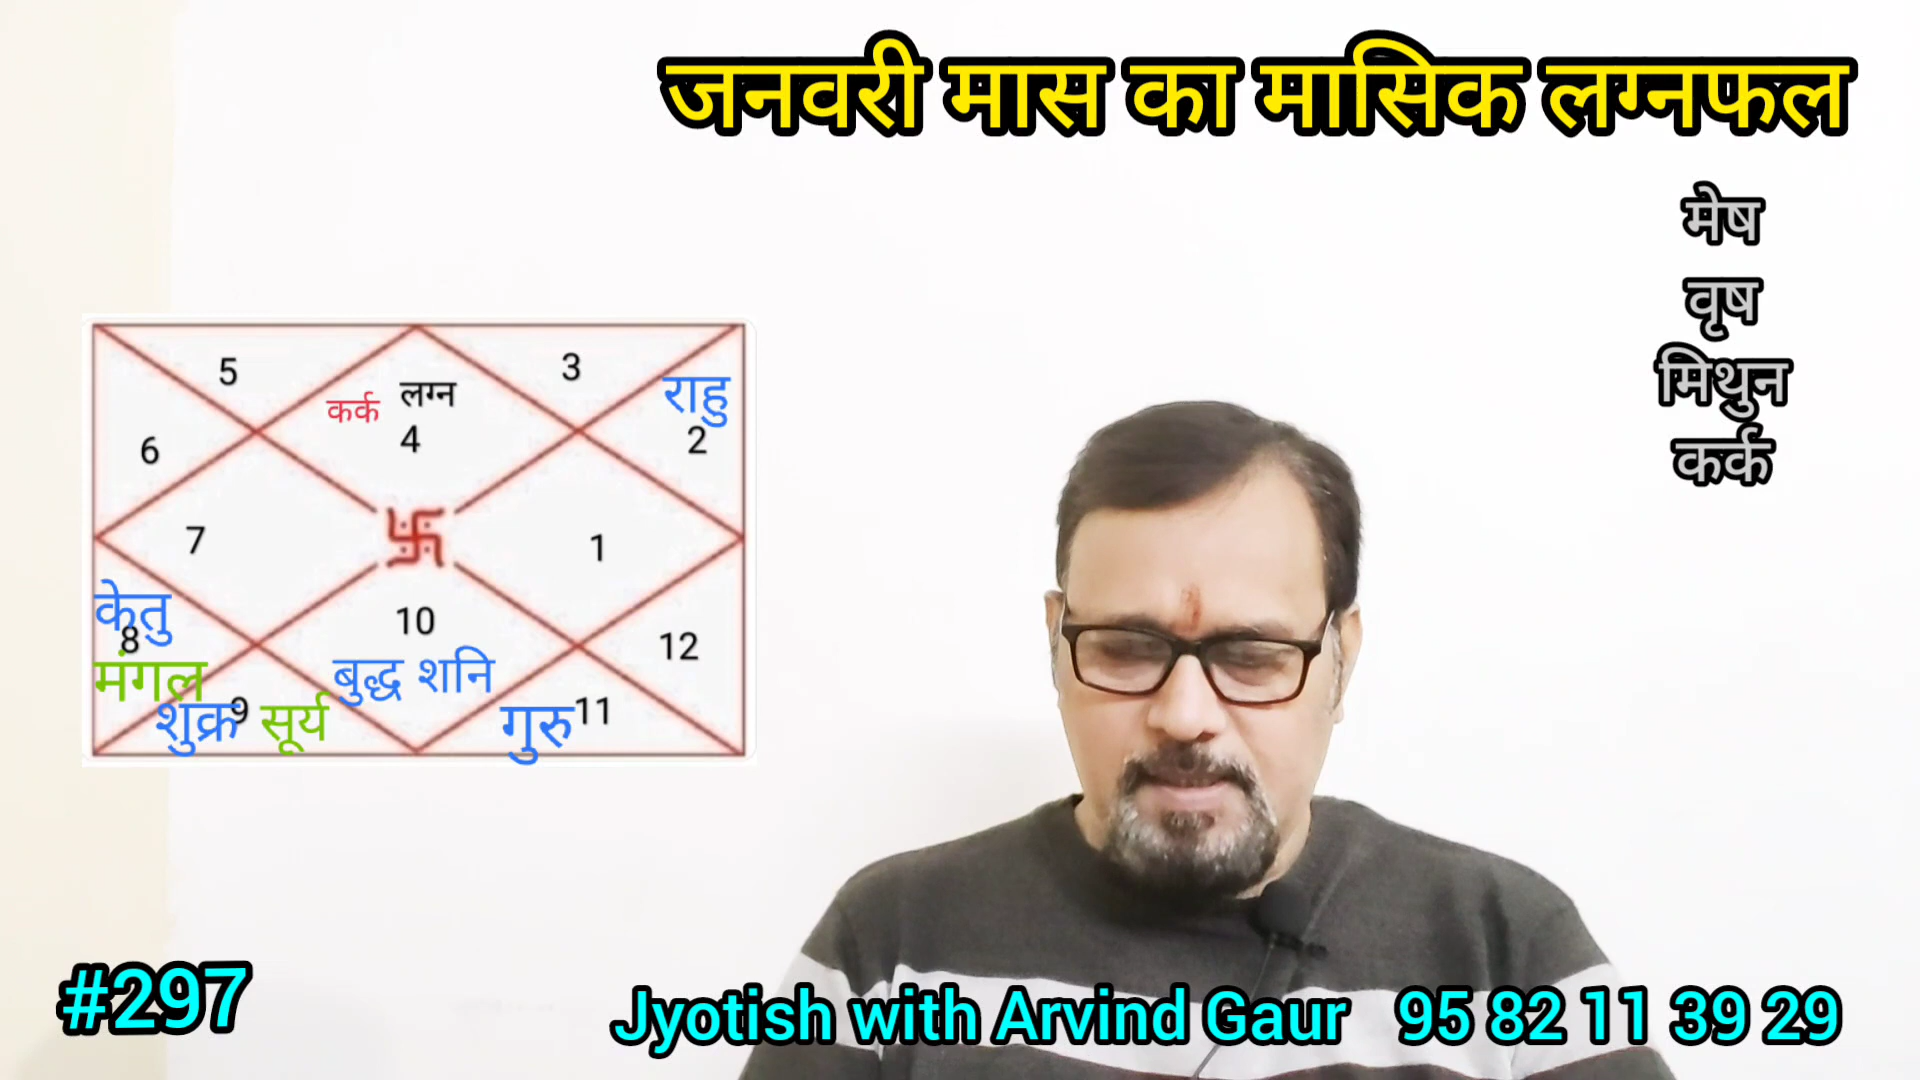 जनवरी मास का मासिक लग्नफल
मेष
वृष
मिथुन
कर्क
5
3
कर्क लग्न
4
राहु
2
6
7
1
केतु
8
मंगल
10
बुद्ध शनि
12
शुक्र 9 सूर्य
गुरु 11
#297
Jyotish with Arvind Gaur 95 82 11 39 29